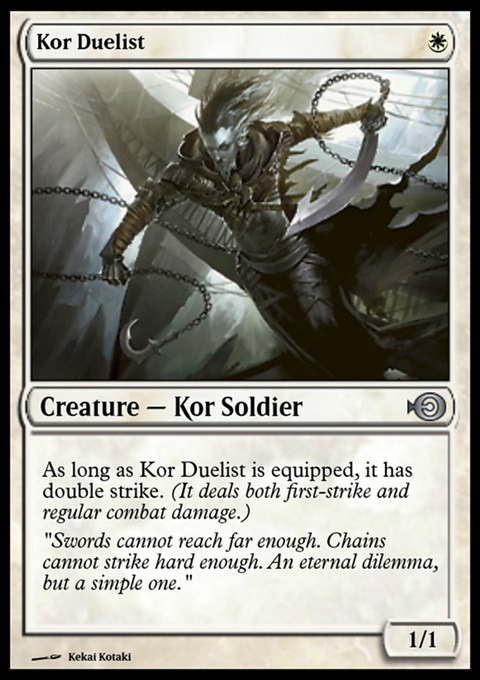 Kor Duelist
Creature — Kor Soldier
As long as Kor Duelist is equipped, it has
double strike. (It deals both first-strike and
regular combat damage.)
"Swords cannot reach far enough. Chains
cannot strike hard enough. An eternal dilemma,
but a simple one."
1/1
Kekai Kotaki